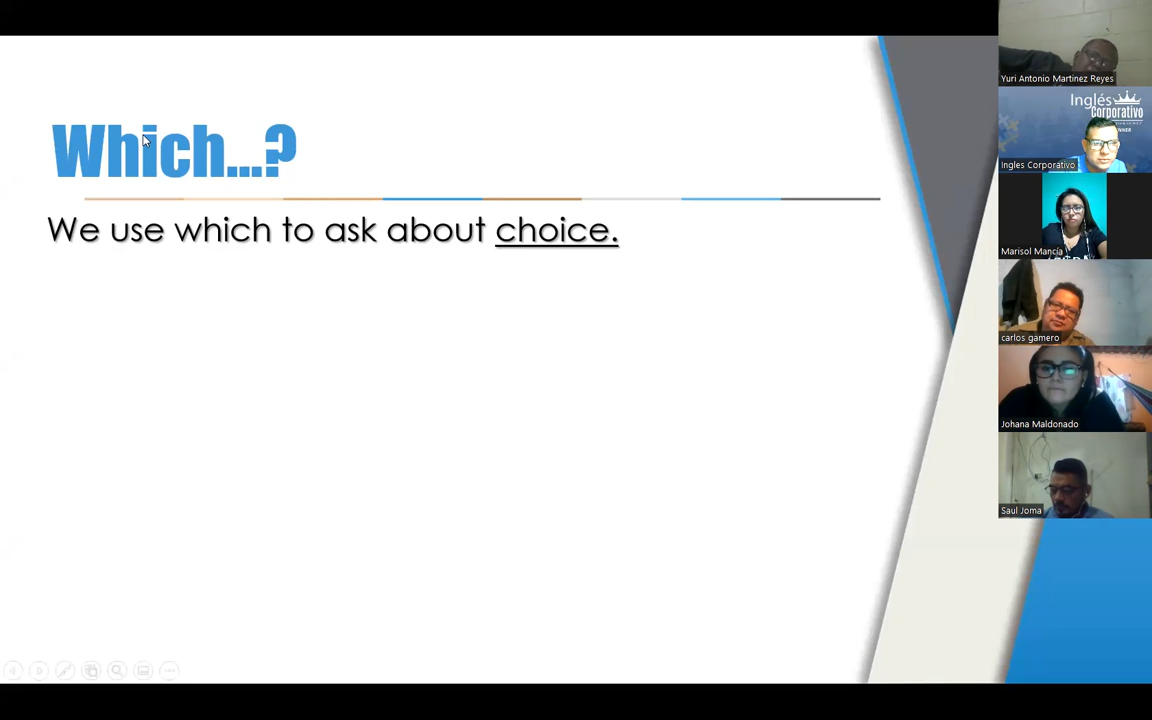 Which...?
We use which to ask about choice.
Yuri Antonio Martinez Reyes
Inglés
Corporativo
Ingles Corporativo
Marisol Mancía
carlos gamero
Johana Maldonado
Saul Joma